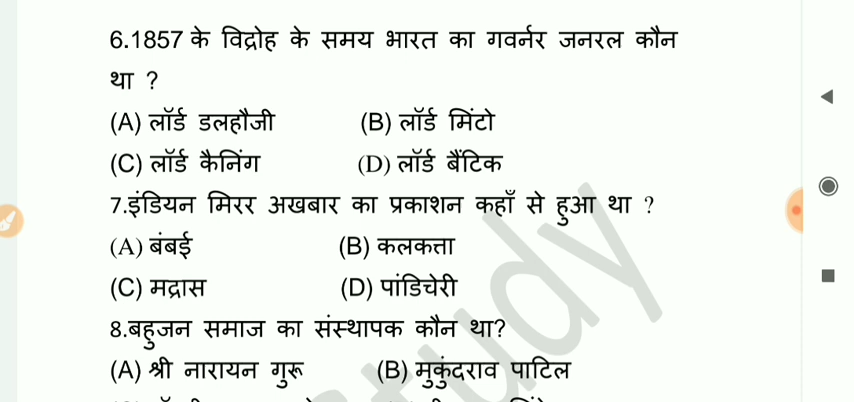 6.1857 के विद्रोह के समय भारत का गवर्नर जनरल कौन
था ?
(A) लॉर्ड डलहौजी (B) लॉर्ड मिंटो
(C) लॉर्ड कैनिंग (D) लॉर्ड बैंटिक
7.इंडियन मिरर अखबार का प्रकाशन कहाँ से हुआ था ?
(A) बंबई (B) कलकत्ता
(C) मद्रास (D) पांडिचेरी
8.बहुजन समाज का संस्थापक कौन था?
(A) श्री नारायन गुरू (B) मुकुंदराव पाटिल
study